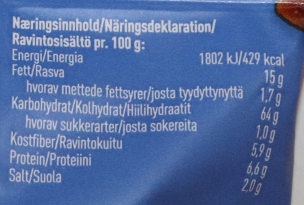 Næringsinnhold/Näringsdeklaration/
Ravintosisältö pr. 100 g:
Energi/Energia 1802 kJ/429 kcal
Fett/Rasva 15 g
hvorav mettede fettsyrer/josta tyydyttynyttä 1,7 g
Karbohydrat/Kolhydrat/Hiilihydraatit 64 g
hvorav sukkerarter/josta sokereita 1,0 g
Kostfiber/Ravintokuitu 5,9 g
Protein/Proteiini 6,6 g
Salt/Suola 2,0 g